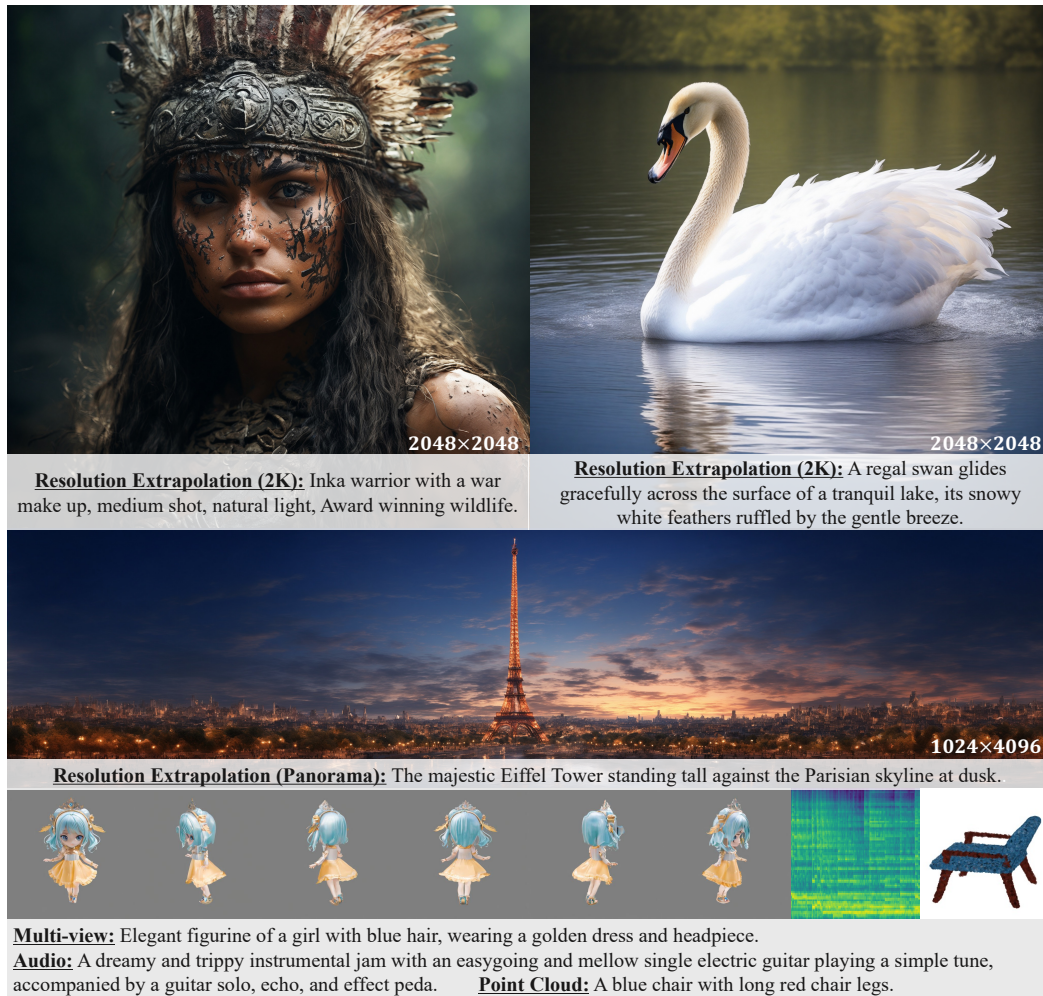 2048×2048
2048×2048
Resolution Extrapolation (2K): Inka warrior with a war
make up, medium shot, natural light, Award winning wildlife.
Resolution Extrapolation (2K): A regal swan glides
gracefully across the surface of a tranquil lake, its snowy
white feathers ruffled by the gentle breeze.
1024×4096
Resolution Extrapolation (Panorama): The majestic Eiffel Tower standing tall against the Parisian skyline at dusk.
Multi-view: Elegant figurine of a girl with blue hair, wearing a golden dress and headpiece.
Audio: A dreamy and trippy instrumental jam with an easygoing and mellow single electric guitar playing a simple tune,
accompanied by a guitar solo, echo, and effect peda. Point Cloud: A blue chair with long red chair legs.